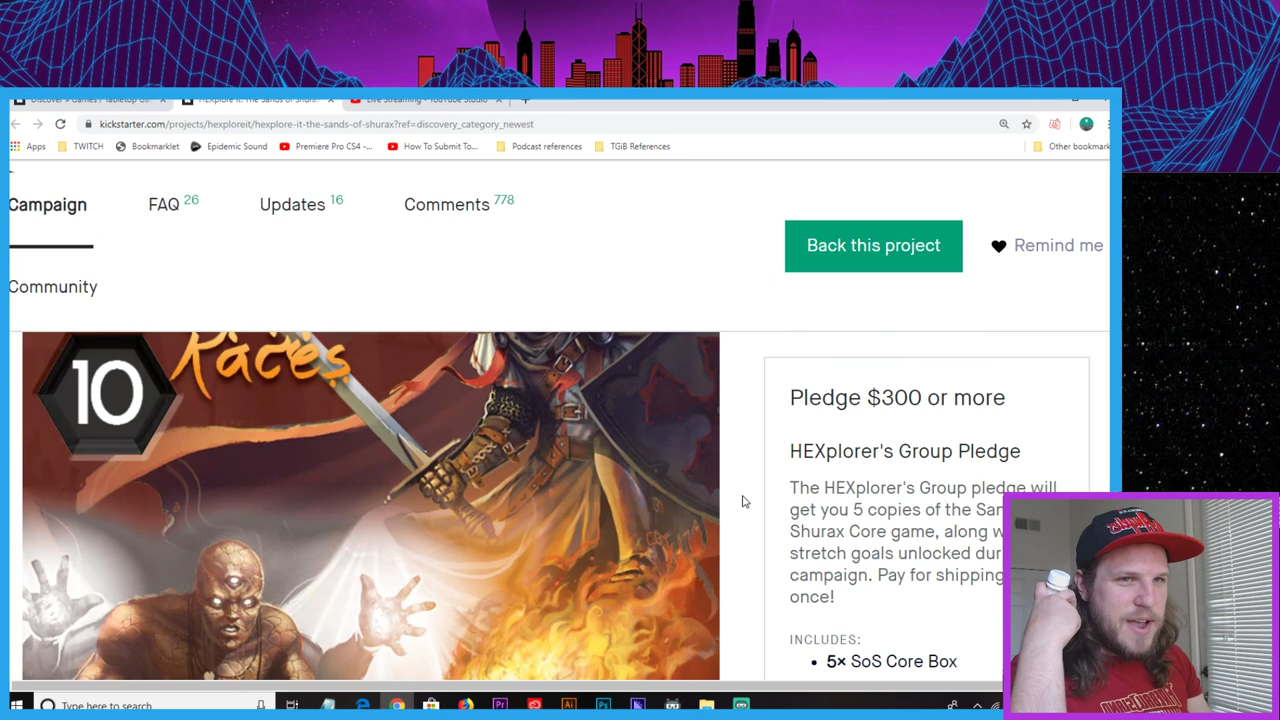 kickstarter.com/projects/hexploreit/hexplore-it-the-sands-of-shurax?ref=discovery_category_newest
Apps TWITCH Bookmarklet Epidemic Sound Premiere Pro CS4 -... How To Submit To... Podcast references TGiB References Other bookmark
Campaign FAQ 26 Updates 16 Comments 778
Back this project Remind me
Community
10 Races
Pledge $300 or more
HEXplorer's Group Pledge
The HEXplorer's Group pledge will
get you 5 copies of the San
Shurax Core game, along w
stretch goals unlocked dur
campaign. Pay for shipping
once!
INCLUDES:
• 5× SoS Core Box
Type here to search